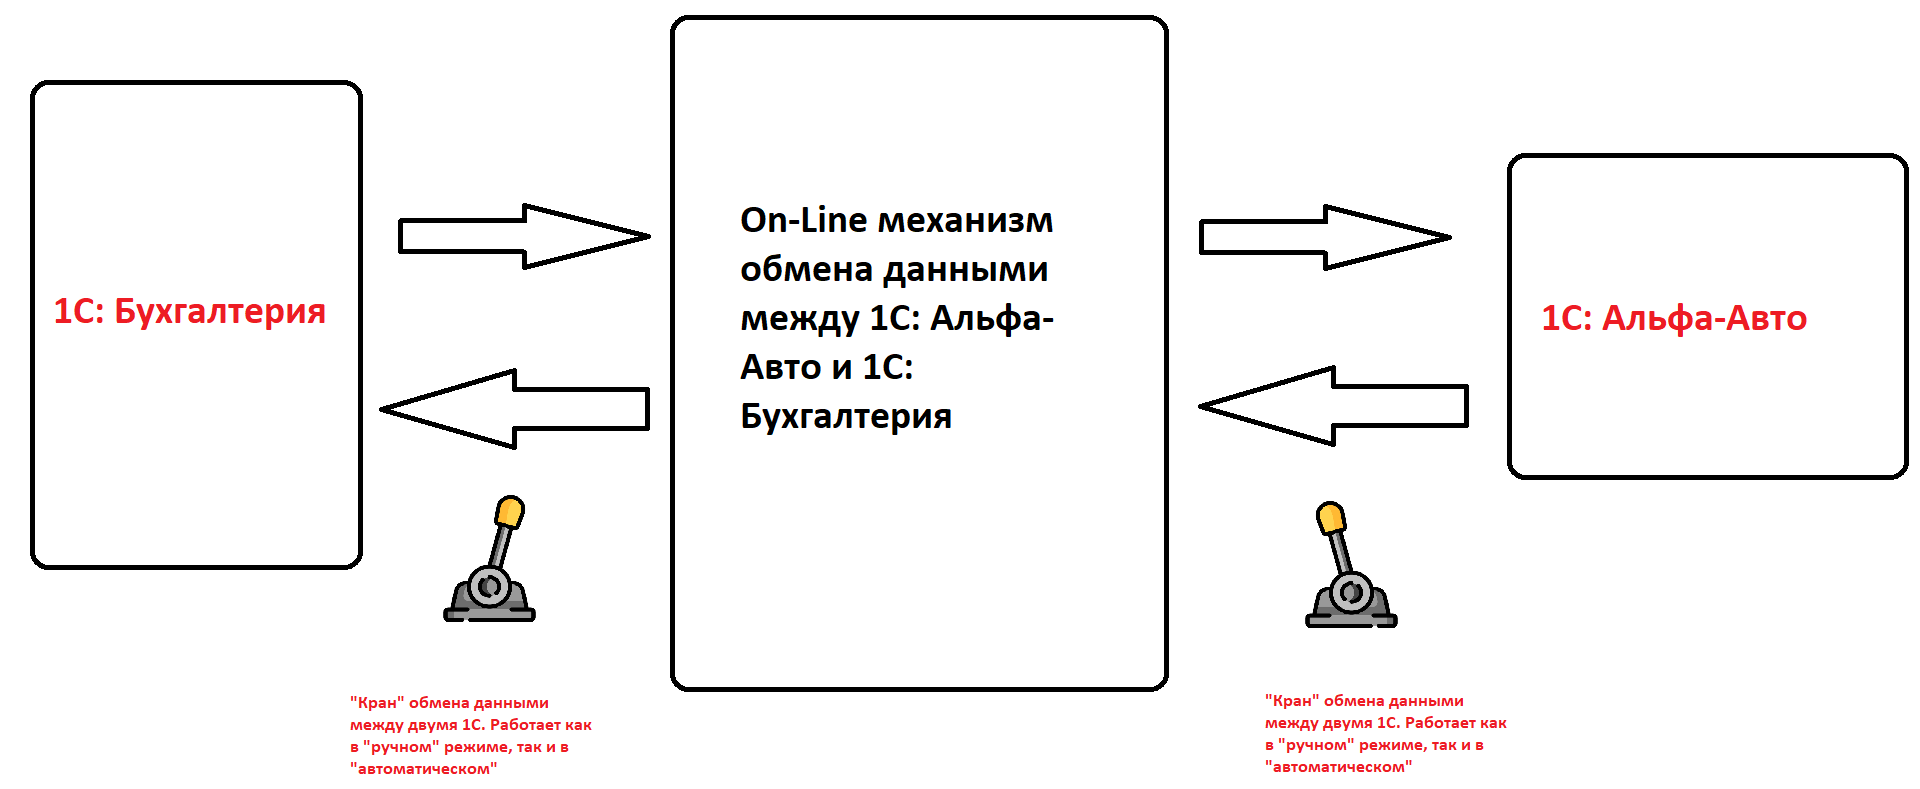 1С: Бухгалтерия
On-Line механизм
обмена данными
между 1С: Альфа-
Авто и 1С:
Бухгалтерия
1С: Альфа-Авто
"Кран" обмена данными
между двумя 1С. Работает как
в "ручном" режиме, так и в
"автоматическом"
"Кран" обмена данными
между двумя 1С. Работает как
в "ручном" режиме, так и в
"автоматическом"